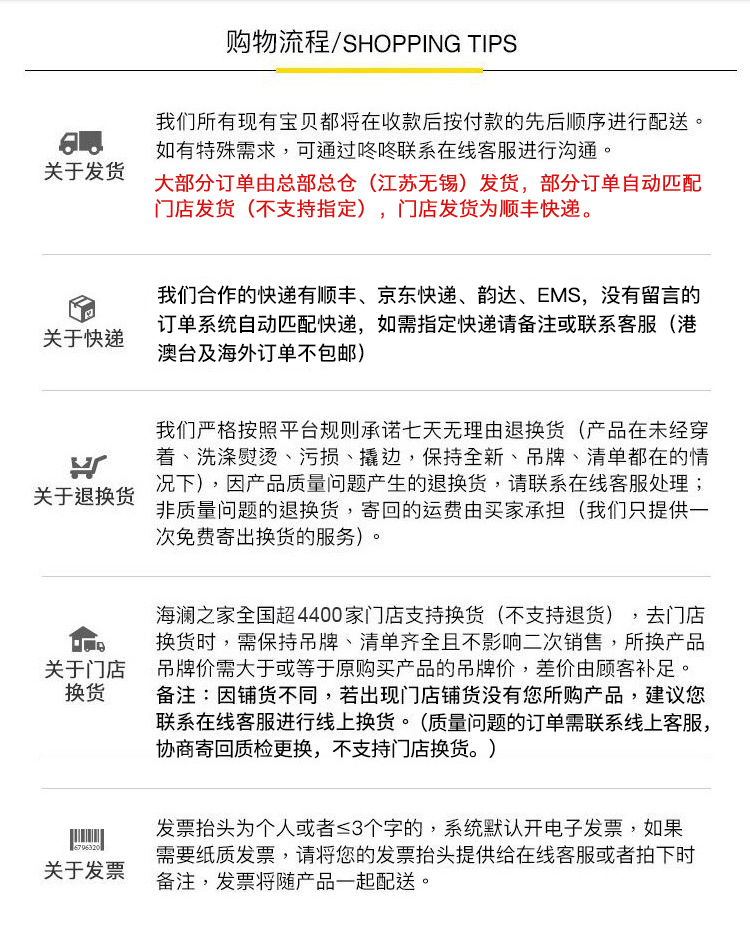 购物流程/SHOPPING TIPS
关于发货
我们所有现有宝贝都将在收款后按付款的先后顺序进行配送。
如有特殊需求，可通过咚咚联系在线客服进行沟通。
大部分订单由总部总仓（江苏无锡）发货，部分订单自动匹配
门店发货（不支持指定），门店发货为顺丰快递。
关于快递
我们合作的快递有顺丰、京东快递、韵达、EMS，没有留言的
订单系统自动匹配快递，如需指定快递请备注或联系客服（港
澳台及海外订单不包邮）
关于退换货
我们严格按照平台规则承诺七天无理由退换货（产品在未经穿
着、洗涤熨烫、污损、撬边，保持全新、吊牌、清单都在的情
况下），因产品质量问题产生的退换货，请联系在线客服处理；
非质量问题的退换货，寄回的运费由买家承担（我们只提供一
次免费寄出换货的服务）。
关于门店
换货
海澜之家全国超4400家门店支持换货（不支持退货），去门店
换货时，需保持吊牌、清单齐全且不影响二次销售，所换产品
吊牌价需大于或等于原购买产品的吊牌价，差价由顾客补足。
备注：因铺货不同，若出现门店铺货没有您所购产品，建议您
联系在线客服进行线上换货。（质量问题的订单需联系线上客服，
协商寄回质检更换，不支持门店换货。）
6796320
关于发票
发票抬头为个人或者≤3个字的，系统默认开电子发票，如果
需要纸质发票，请将您的发票抬头提供给在线客服或者拍下时
备注，发票将随产品一起配送。